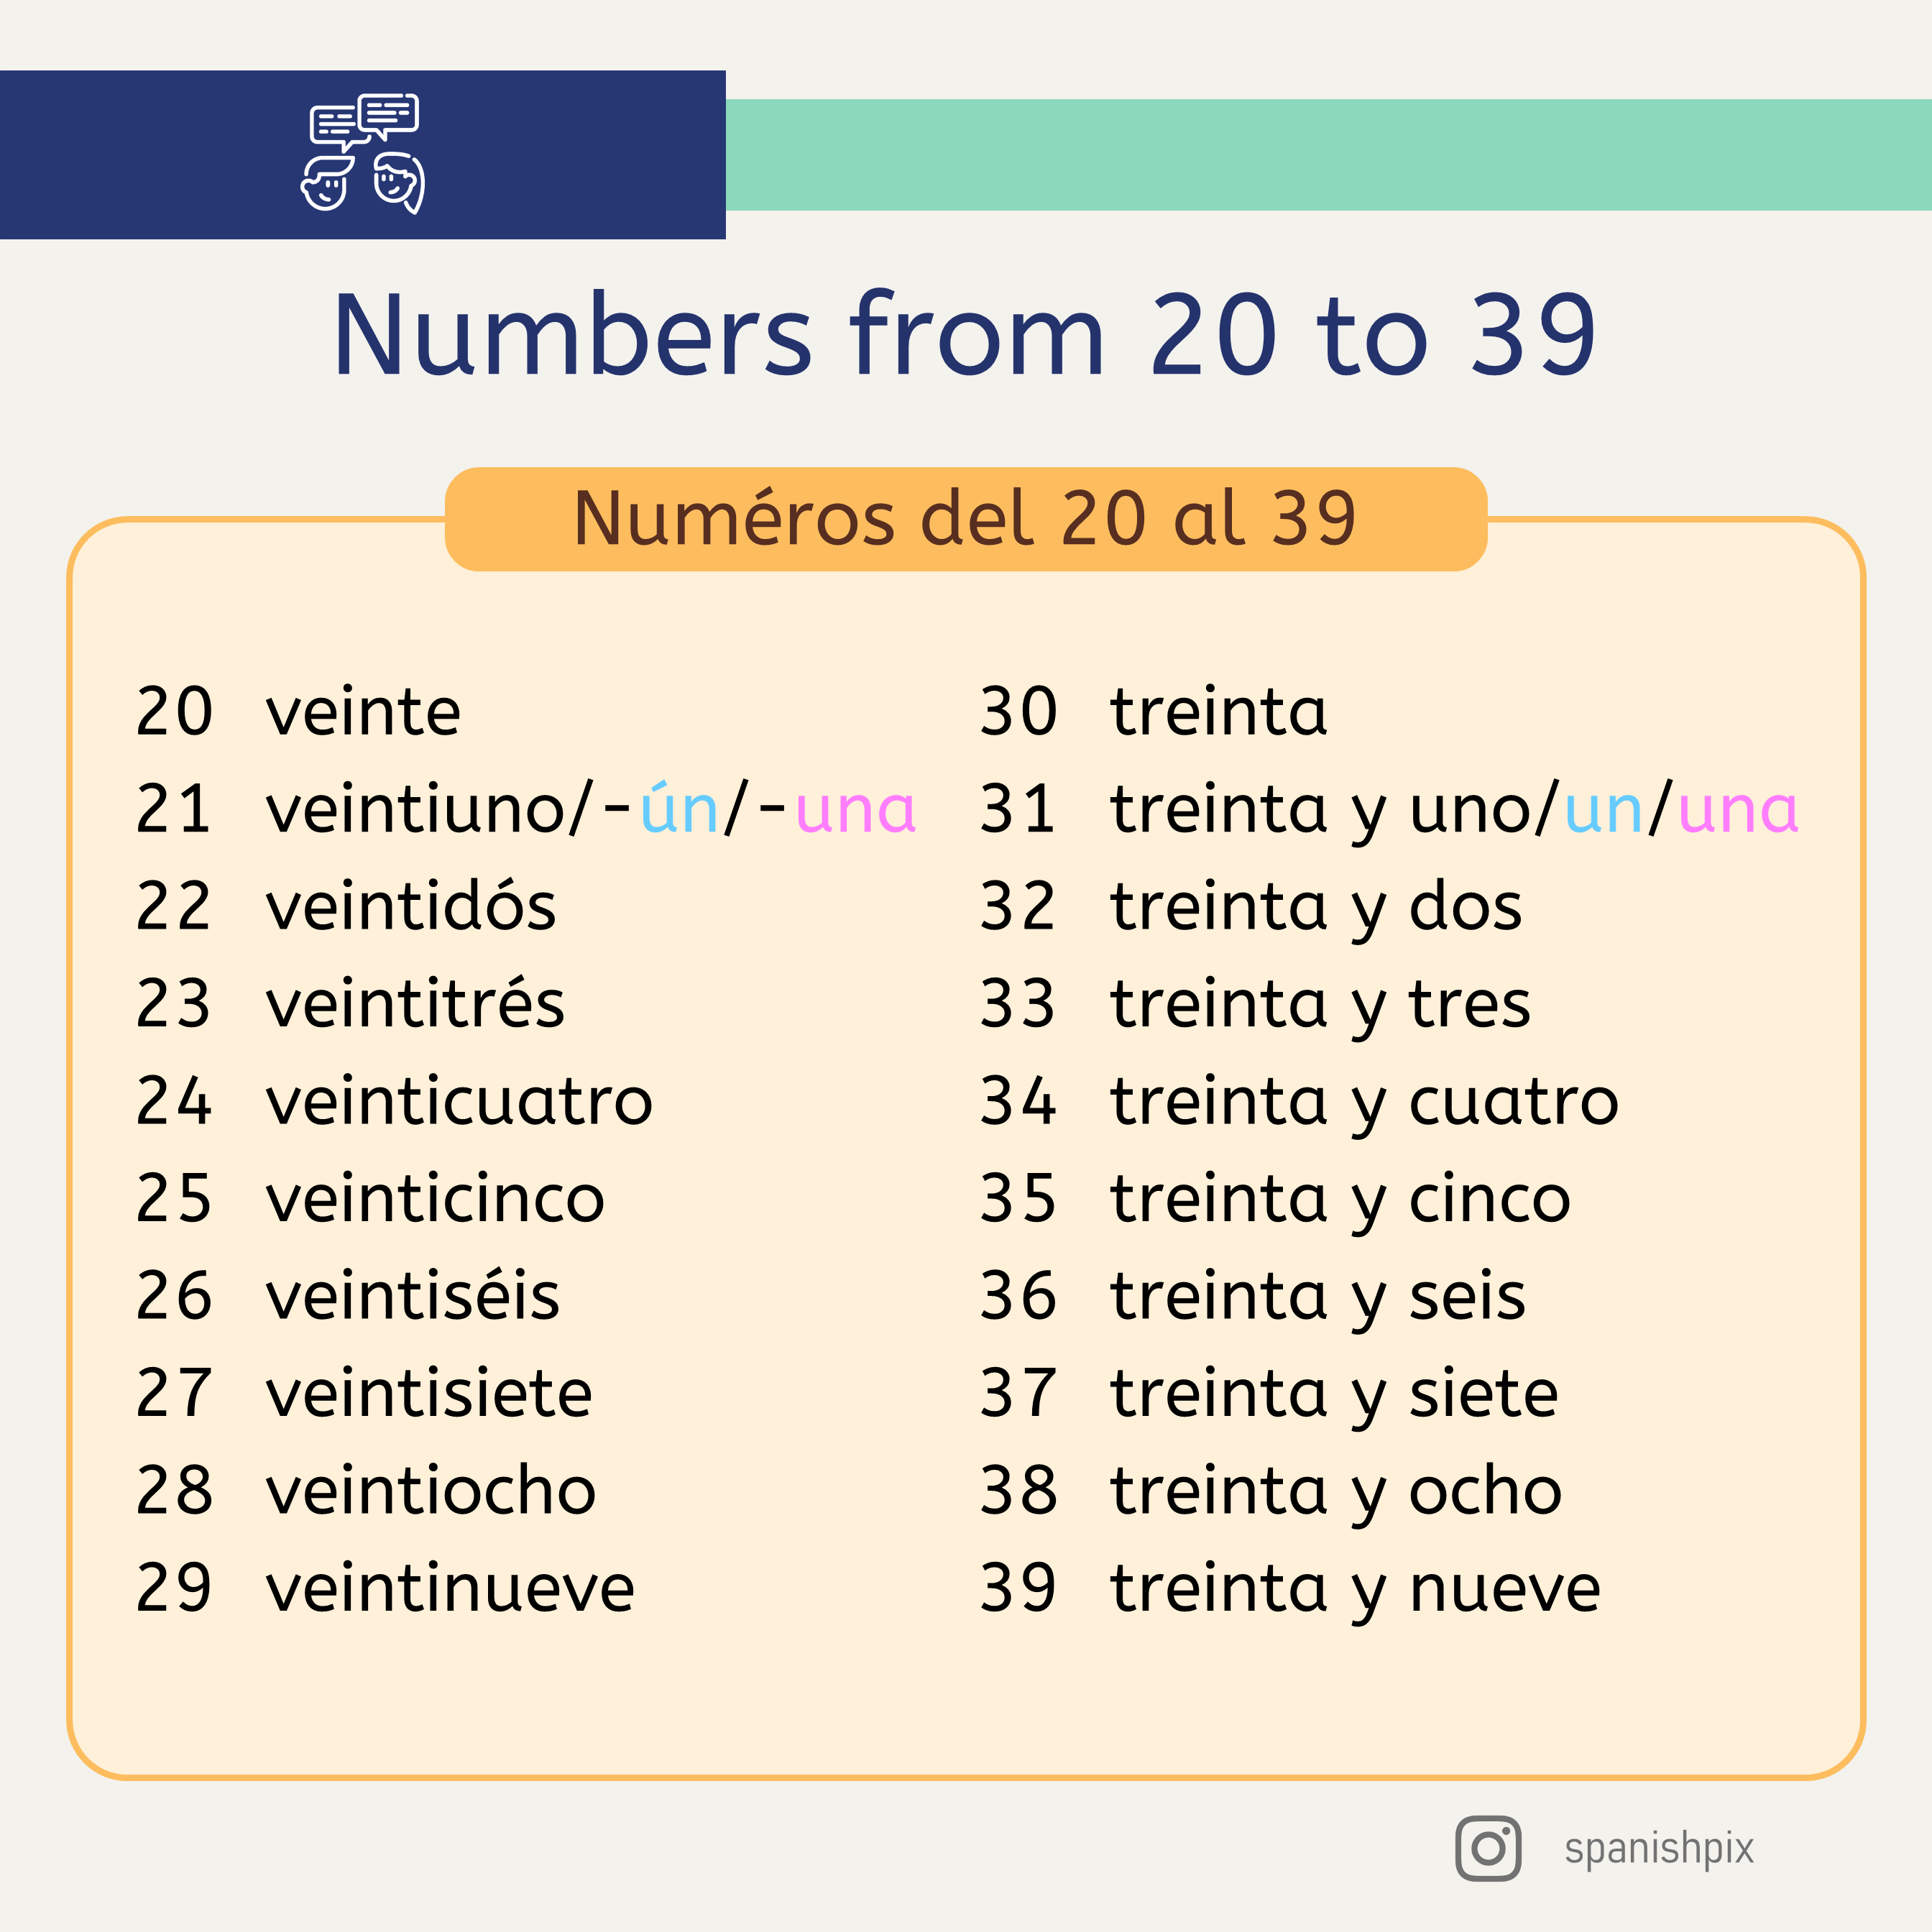 Numbers from 20 to 39
Numéros del 20 al 39
20 veinte
21 veintiuno/-ún/-una
22 veintidós
23 veintitrés
24 veinticuatro
25 veinticinco
26 veintiséis
27 veintisiete
28 veintiocho
29 veintinueve
30 treinta
31 treinta y uno/un/una
32 treinta y dos
33 treinta y tres
34 treinta y cuatro
35 treinta y cinco
36 treinta y seis
37 treinta y siete
38 treinta y ocho
39 treinta y nueve
spanishpix